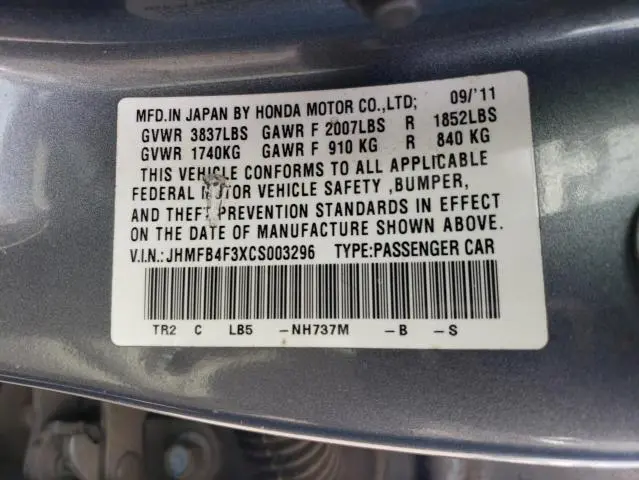 MFD.IN JAPAN BY HONDA MOTOR CO.,LTD; 09/'11
GVWR 3837LBS GAWR F 2007LBS R 1852LBS
GVWR 1740KG GAWR F 910 KG R 840 KG
THIS VEHICLE CONFORMS TO ALL APPLICABLE
FEDERAL MOTOR VEHICLE SAFETY ,BUMPER,
AND THEFT PREVENTION STANDARDS IN EFFECT
ON THE DATE OF MANUFACTURE SHOWN ABOVE.
V.I.N.:JHMFB4F3XCS003296 TYPE:PASSENGER CAR
TR2 C LB5 -NH737M -B -S